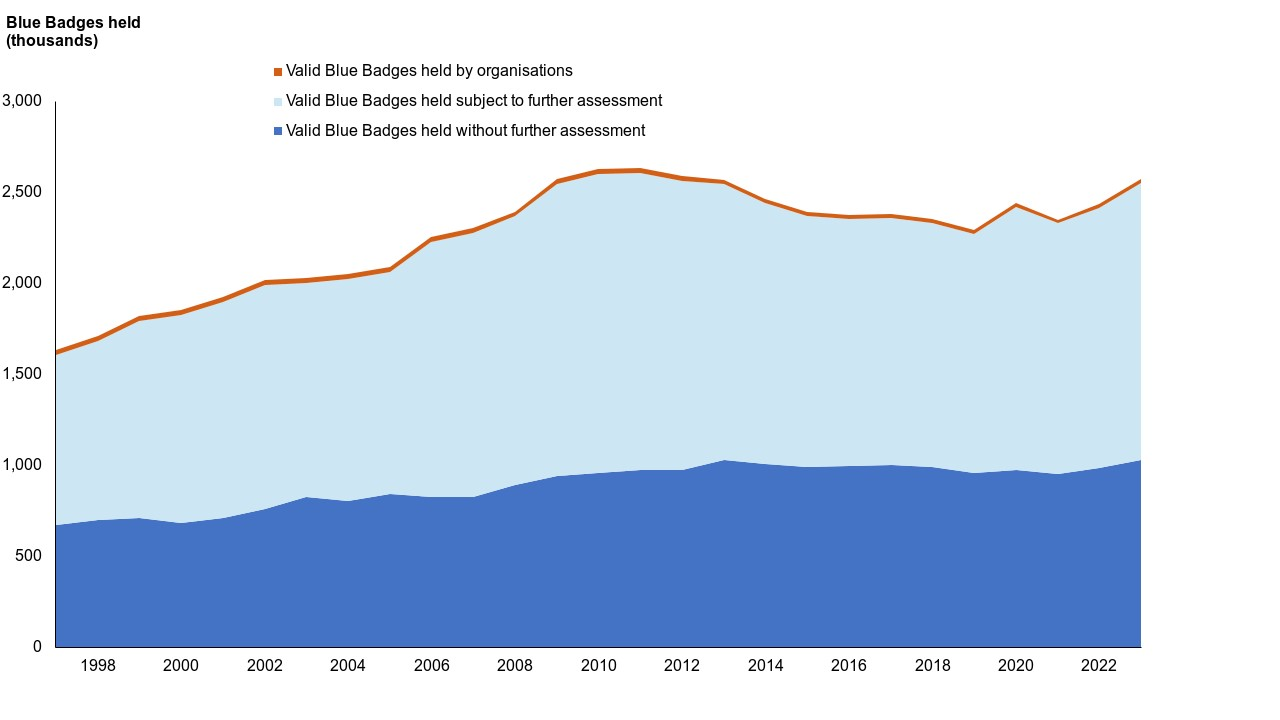 Blue Badges held
(thousands)
Valid Blue Badges held by organisations
Valid Blue Badges held subject to further assessment
Valid Blue Badges held without further assessment
3,000
2,500
2,000
1,500
1,000
500
0
1998 2000 2002 2004 2006 2008 2010 2012 2014 2016 2018 2020 2022